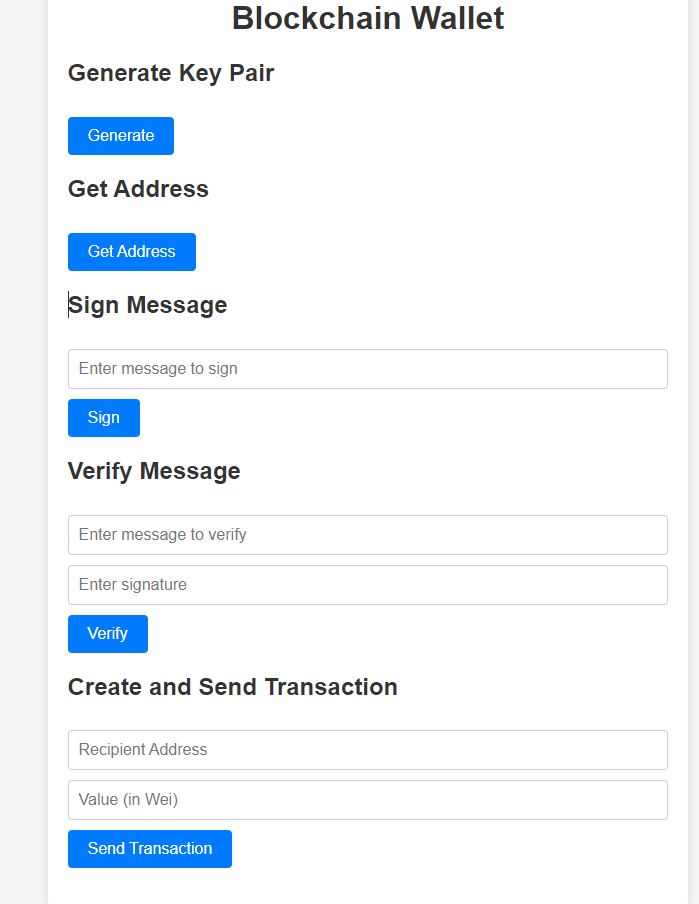 Blockchain Wallet
Generate Key Pair
Generate
Get Address
Get Address
Sign Message
Enter message to sign
Sign
Verify Message
Enter message to verify
Enter signature
Verify
Create and Send Transaction
Recipient Address
Value (in Wei)
Send Transaction